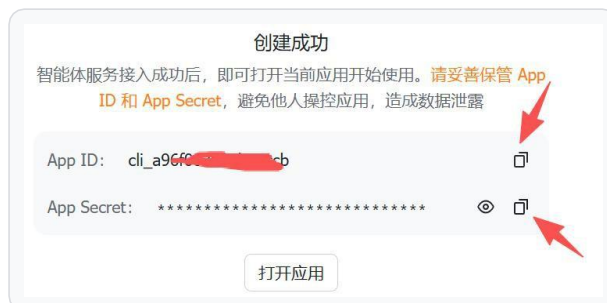 创建成功
智能体服务接入成功后，即可打开当前应用开始使用。请妥善保管 App
ID 和 App Secret，避免他人操控应用，造成数据泄露
App ID： cli_a96f
cb
App Secret： *****************************
打开应用